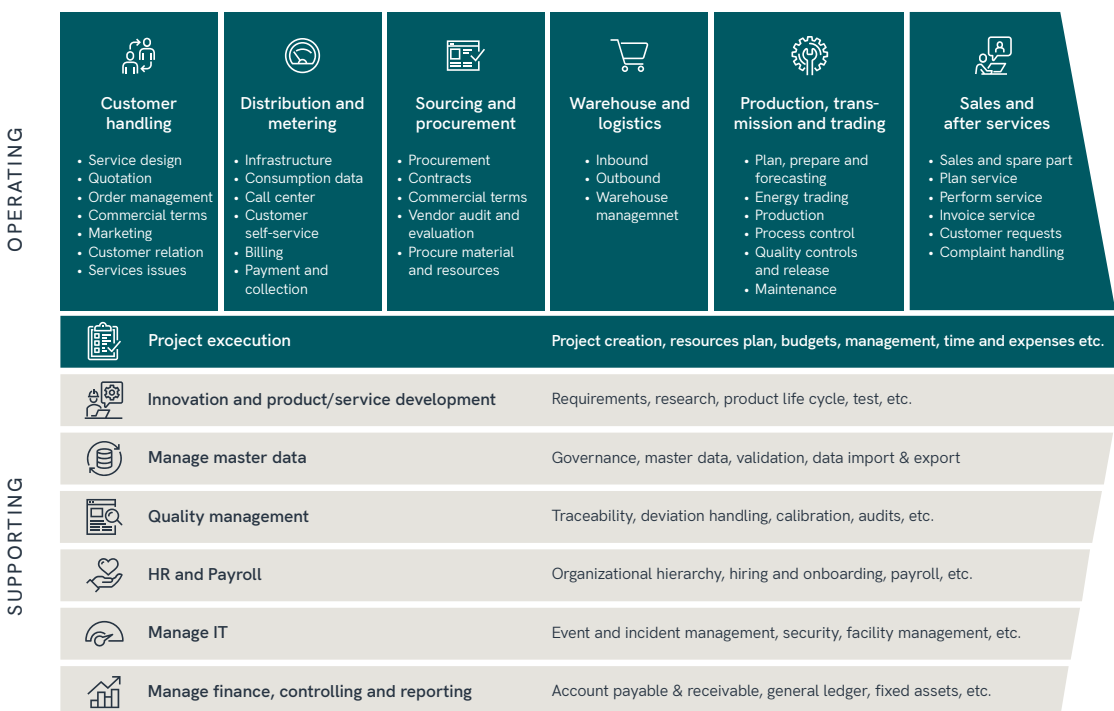 OPERATING
Customer
handling
• Service design
• Quotation
• Order management
• Commercial terms
• Marketing
• Customer relation
• Services issues
Distribution and
metering
• Infrastructure
• Consumption data
• Call center
• Customer
self-service
• Billing
• Payment and
collection
Sourcing and
procurement
• Procurement
• Contracts
• Commercial terms
• Vendor audit and
evaluation
• Procure material
and resources
Warehouse and
logistics
• Inbound
• Outbound
• Warehouse
managemnet
Production, trans-
mission and trading
• Plan, prepare and
forecasting
• Energy trading
• Production
• Process control
• Quality controls
and release
• Maintenance
Sales and
after services
• Sales and spare part
• Plan service
• Perform service
• Invoice service
• Customer requests
• Complaint handling
Project excecution
Project creation, resources plan, budgets, management, time and expenses etc.
SUPPORTING
Innovation and product/service development
Requirements, research, product life cycle, test, etc.
Manage master data
Governance, master data, validation, data import & export
Quality management
Traceability, deviation handling, calibration, audits, etc.
HR and Payroll
Organizational hierarchy, hiring and onboarding, payroll, etc.
Manage IT
Event and incident management, security, facility management, etc.
Manage finance, controlling and reporting
Account payable & receivable, general ledger, fixed assets, etc.